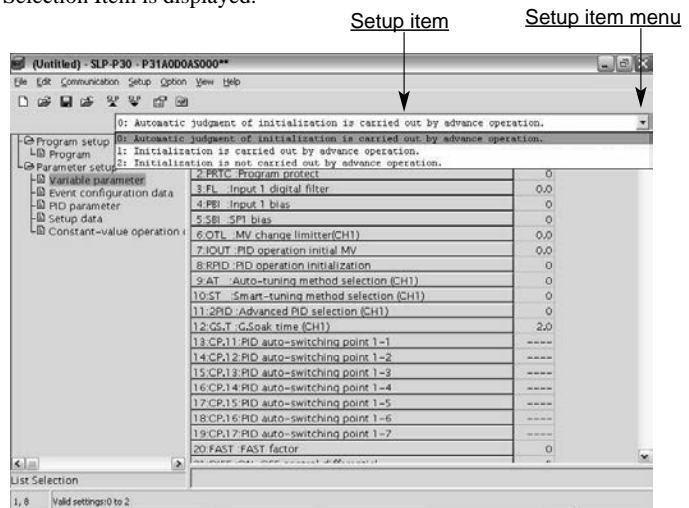 Selection Item is displayed.
Setup item
Setup item menu
(Untitled) - SLP-P30 - P31A0D0AS000**
File Edit Communication Setup Option View Help
0: Automatic judgment of initialization is carried out by advance operation.
0: Automatic judgment of initialization is carried out by advance operation.
1: Initialization is carried out by advance operation.
2: Initialization is not carried out by advance operation.
Program setup
Program
Parameter setup
Variable parameter
Event configuration data
PID parameter
Setup data
Constant-value operation
2:PRTC :Program protect 0
3:FL :Input 1 digital filter 0.0
4:PBI :Input 1 bias 0
5:SBI :SP1 bias 0
6:OTL :MV change limitter(CH1) 0.0
7:IOUT :PID operation initial MV 0.0
8:RPID :PID operation initialization 0
9:AT :Auto-tuning method selection (CH1) 0
10:ST :Smart-tuning method selection (CH1) 0
11:2PID :Advanced PID selection (CH1) 0
12:GS.T :G.Soak time (CH1) 2.0
13:CP.11:PID auto-switching point 1-1 ----
14:CP.12:PID auto-switching point 1-2 ----
15:CP.13:PID auto-switching point 1-3 ----
16:CP.14:PID auto-switching point 1-4 ----
17:CP.15:PID auto-switching point 1-5 ----
18:CP.16:PID auto-switching point 1-6 ----
19:CP.17:PID auto-switching point 1-7 ----
20:FAST :FAST factor 0
List Selection
1, 8 Valid settings:0 to 2